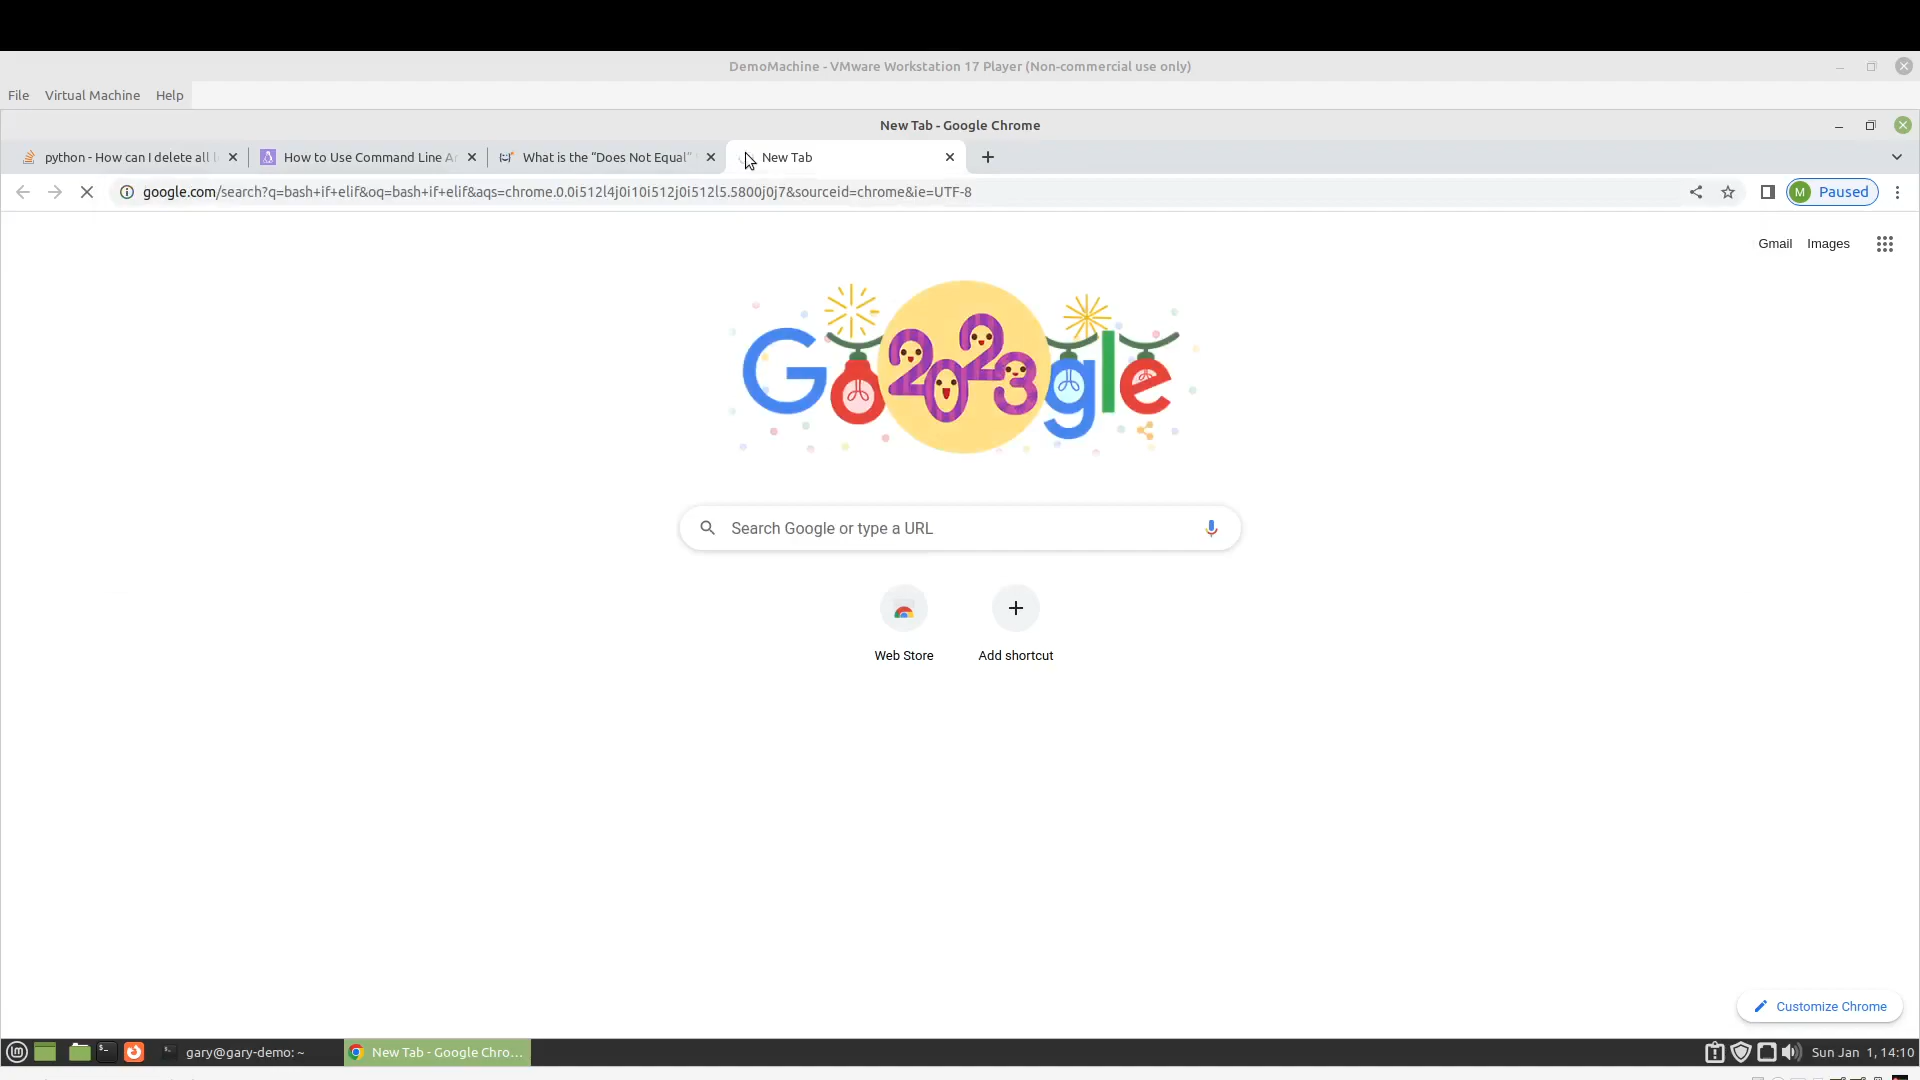 DemoMachine - VMware Workstation 17 Player (Non-commercial use only)
File Virtual Machine Help
New Tab - Google Chrome
python - How can I delete all l
How to Use Command Line Ar
What is the “Does Not Equal”
New Tab
google.com/search?q=bash+if+elif&oq=bash+if+elif&aqs=chrome.0.0i512l4j0i10i512j0i512l5.5800j0j7&sourceid=chrome&ie=UTF-8
M Paused
Gmail Images
Go2023gle
Search Google or type a URL
Web Store Add shortcut
Customize Chrome
gary@gary-demo: ~
New Tab - Google Chro...
Sun Jan 1, 14:10